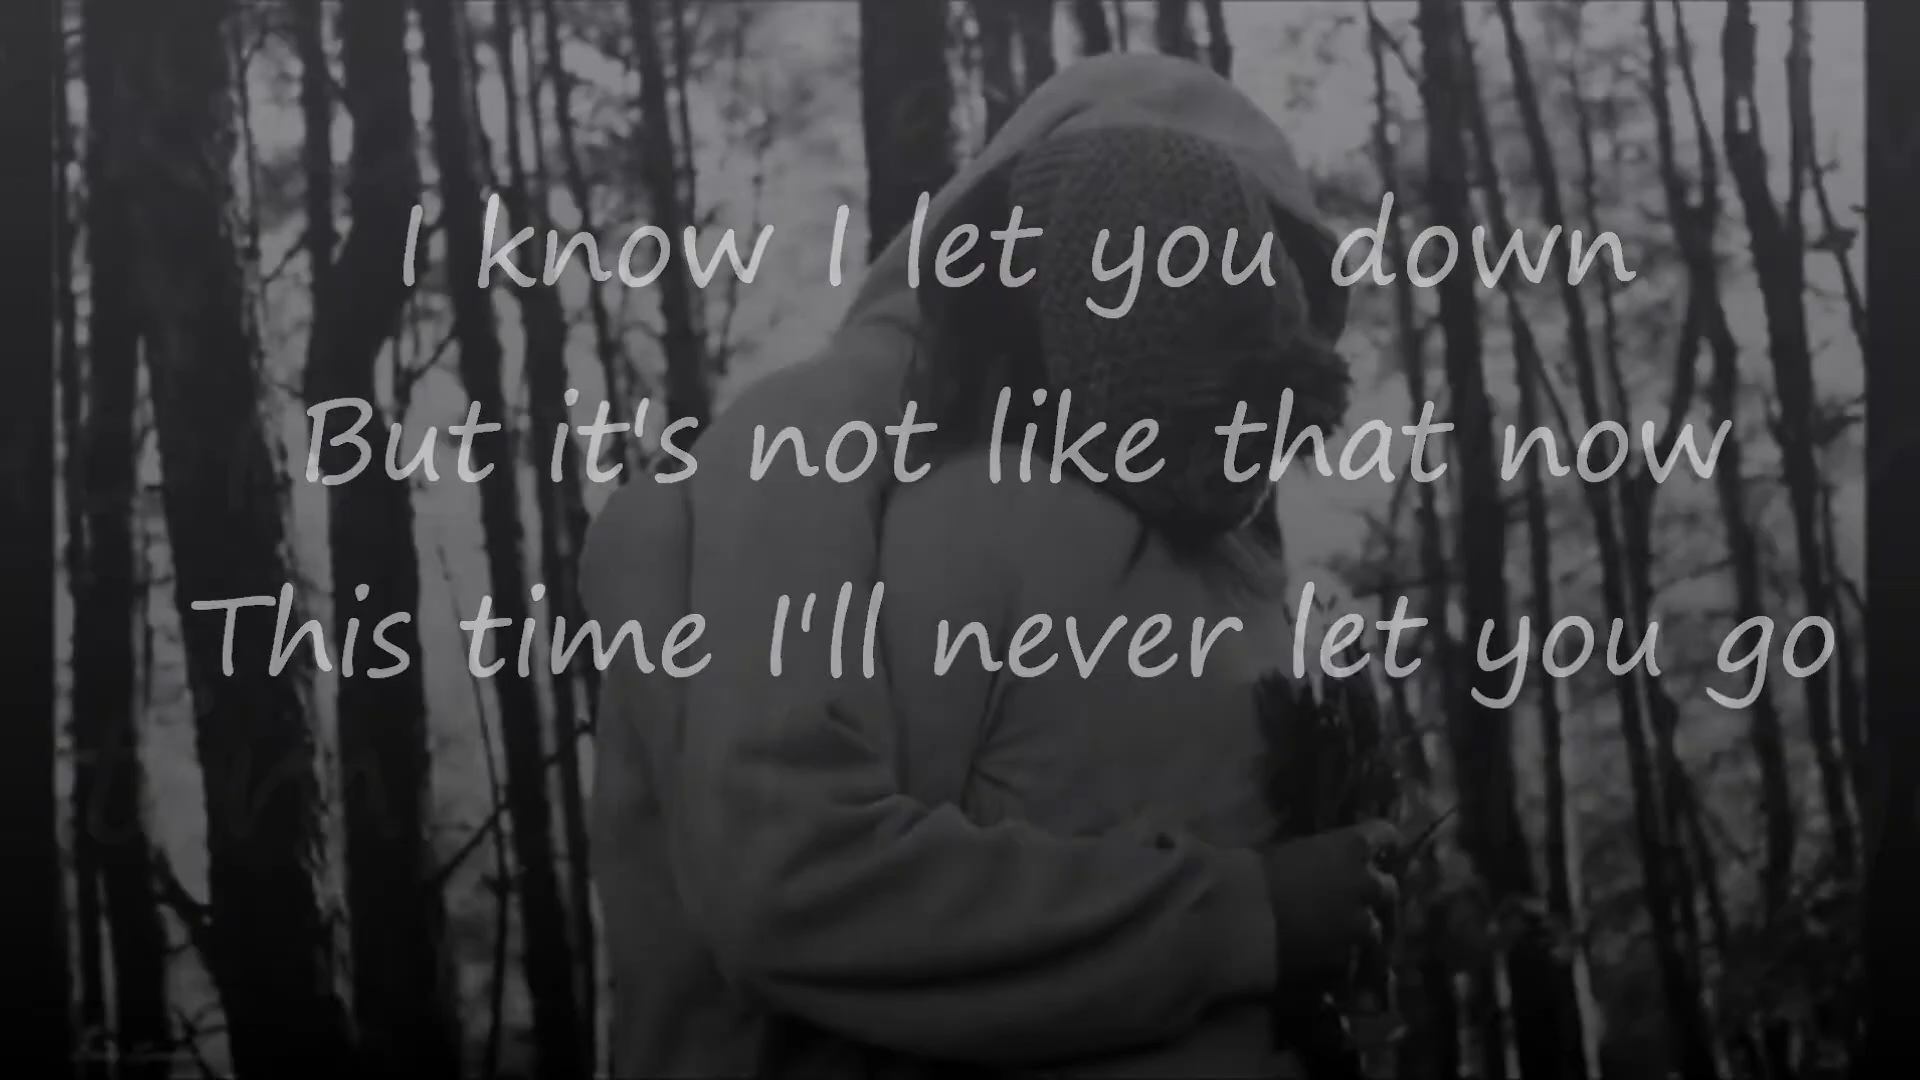 I know I let you down
But it's not like that now
This time I'll never let you go